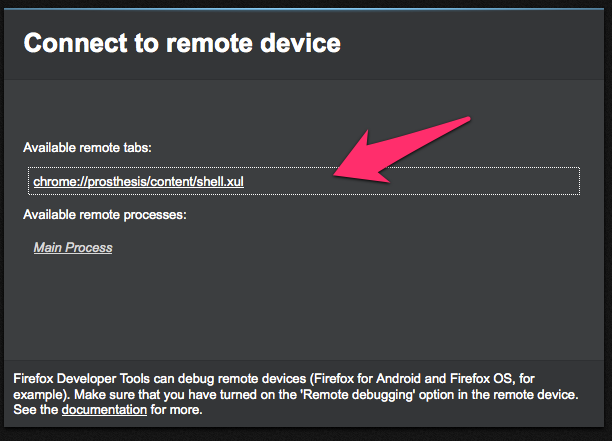 Connect to remote device
Available remote tabs:
chrome://prosthesis/content/shell.xul
Available remote processes:
Main Process
Firefox Developer Tools can debug remote devices (Firefox for Android and Firefox OS, for
example). Make sure that you have turned on the 'Remote debugging' option in the remote device.
See the documentation for more.